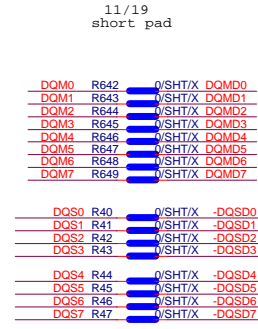 11/19
short pad
DQM0 R642 0/SHT/X DQMD0
DQM1 R643 0/SHT/X DQMD1
DQM2 R644 0/SHT/X DQMD2
DQM3 R645 0/SHT/X DQMD3
DQM4 R646 0/SHT/X DQMD4
DQM5 R647 0/SHT/X DQMD5
DQM6 R648 0/SHT/X DQMD6
DQM7 R649 0/SHT/X DQMD7
DQS0 R40 0/SHT/X -DQSD0
DQS1 R41 0/SHT/X -DQSD1
DQS2 R42 0/SHT/X -DQSD2
DQS3 R43 0/SHT/X -DQSD3
DQS4 R44 0/SHT/X -DQSD4
DQS5 R45 0/SHT/X -DQSD5
DQS6 R46 0/SHT/X -DQSD6
DQS7 R47 0/SHT/X -DQSD7